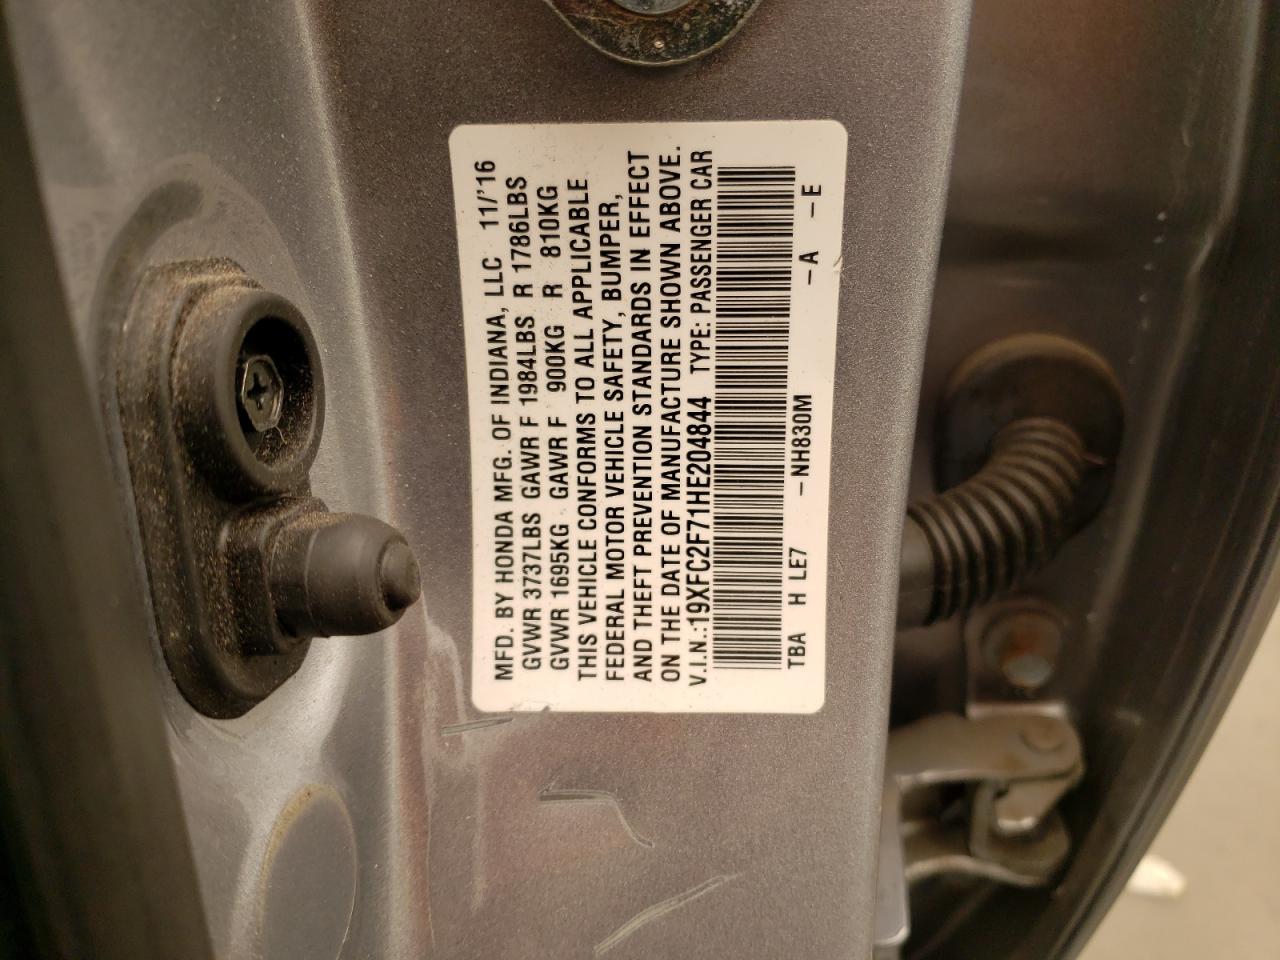 MFD. BY HONDA MFG. OF INDIANA, LLC 11/'16
GVWR 3737LBS GAWR F 1984LBS R 1786LBS
GVWR 1695KG GAWR F 900KG R 810KG
THIS VEHICLE CONFORMS TO ALL APPLICABLE
FEDERAL MOTOR VEHICLE SAFETY, BUMPER,
AND THEFT PREVENTION STANDARDS IN EFFECT
ON THE DATE OF MANUFACTURE SHOWN ABOVE.
V.I.N.:19XFC2F71HE204844 TYPE: PASSENGER CAR
TBA H LE7 -NH830M -A -E